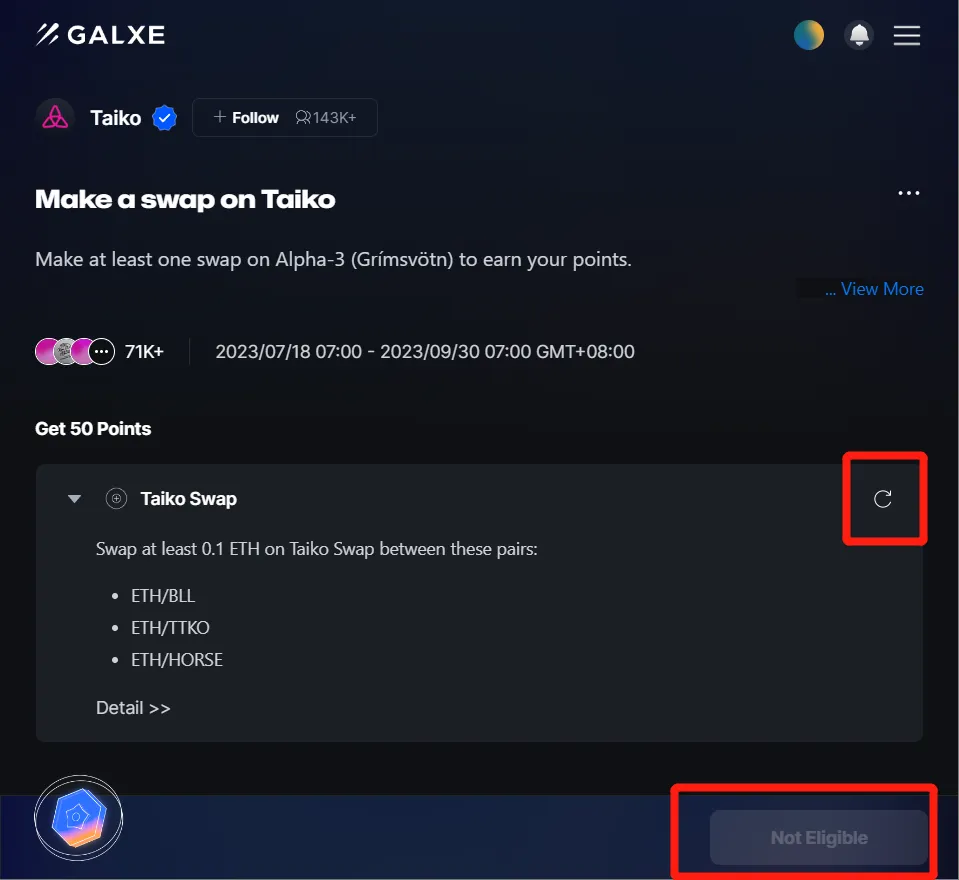 GALXE
Taiko
+ Follow 143K+
Make a swap on Taiko
...
Make at least one swap on Alpha-3 (Grímsvötn) to earn your points.
... View More
71K+ 2023/07/18 07:00 - 2023/09/30 07:00 GMT+08:00
Get 50 Points
Taiko Swap
Swap at least 0.1 ETH on Taiko Swap between these pairs:
• ETH/BLL
• ETH/TTKO
• ETH/HORSE
Detail >>
Not Eligible